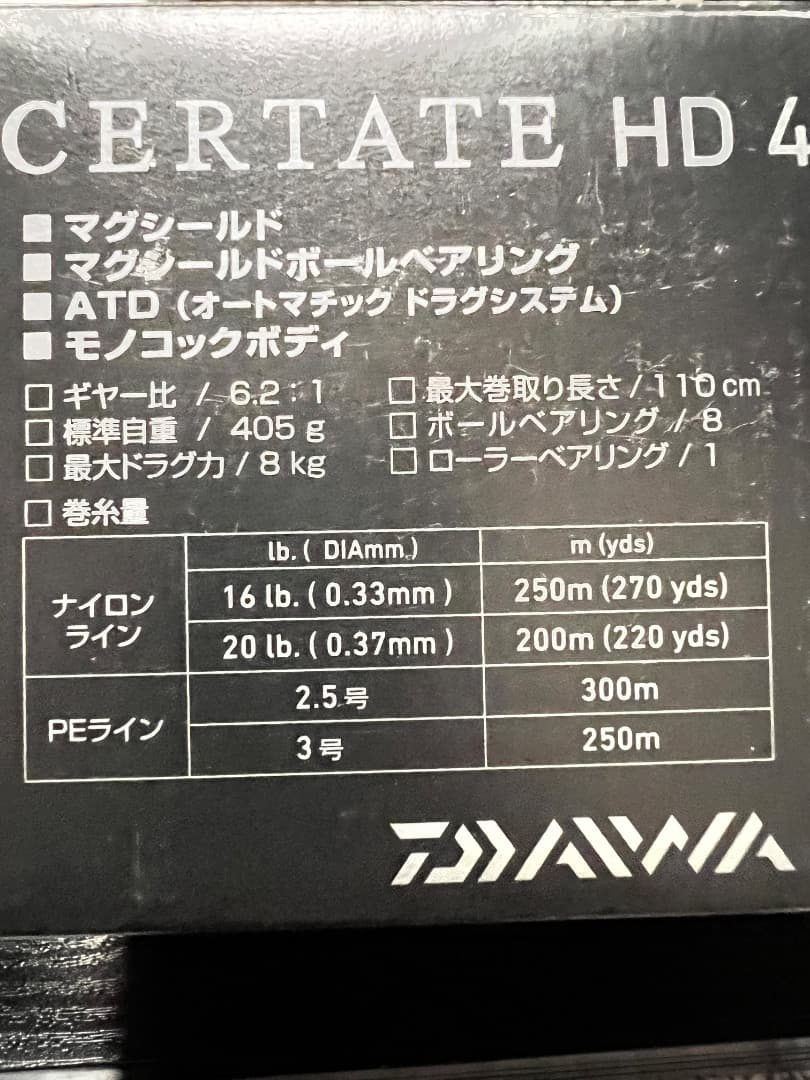 CERTATE HD 4
■ マグシールド
■ マグシールドボールベアリング
■ ATD（オートマチック ドラグシステム）
■ モノコックボディ
□ ギヤー比 / 6.2：1 □ 最大巻取り長さ / 110cm
□ 標準自重 / 405 g □ ボールベアリング / 8
□ 最大ドラグ力 / 8 kg □ ローラーベアリング / 1
□ 巻糸量
lb. ( DIAmm.) m (yds)
ナイロン
ライン
16 lb. ( 0.33mm ) 250m (270 yds)
20 lb. ( 0.37mm ) 200m (220 yds)
PEライン
2.5 号 300m
3 号 250m
DAIWA